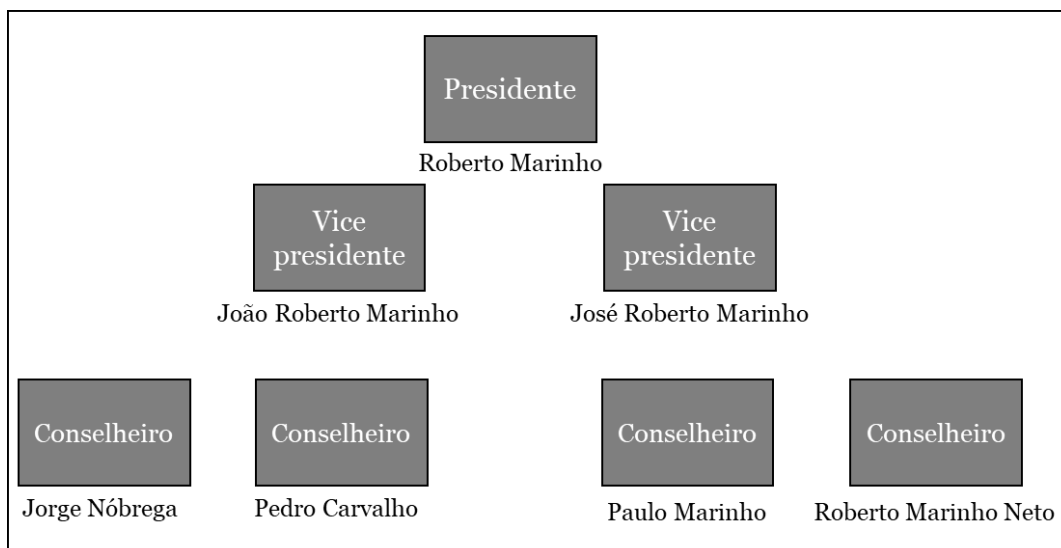 Presidente
Roberto Marinho
Vice
presidente
João Roberto Marinho
Vice
presidente
José Roberto Marinho
Conselheiro
Jorge Nóbrega
Conselheiro
Pedro Carvalho
Conselheiro
Paulo Marinho
Conselheiro
Roberto Marinho Neto